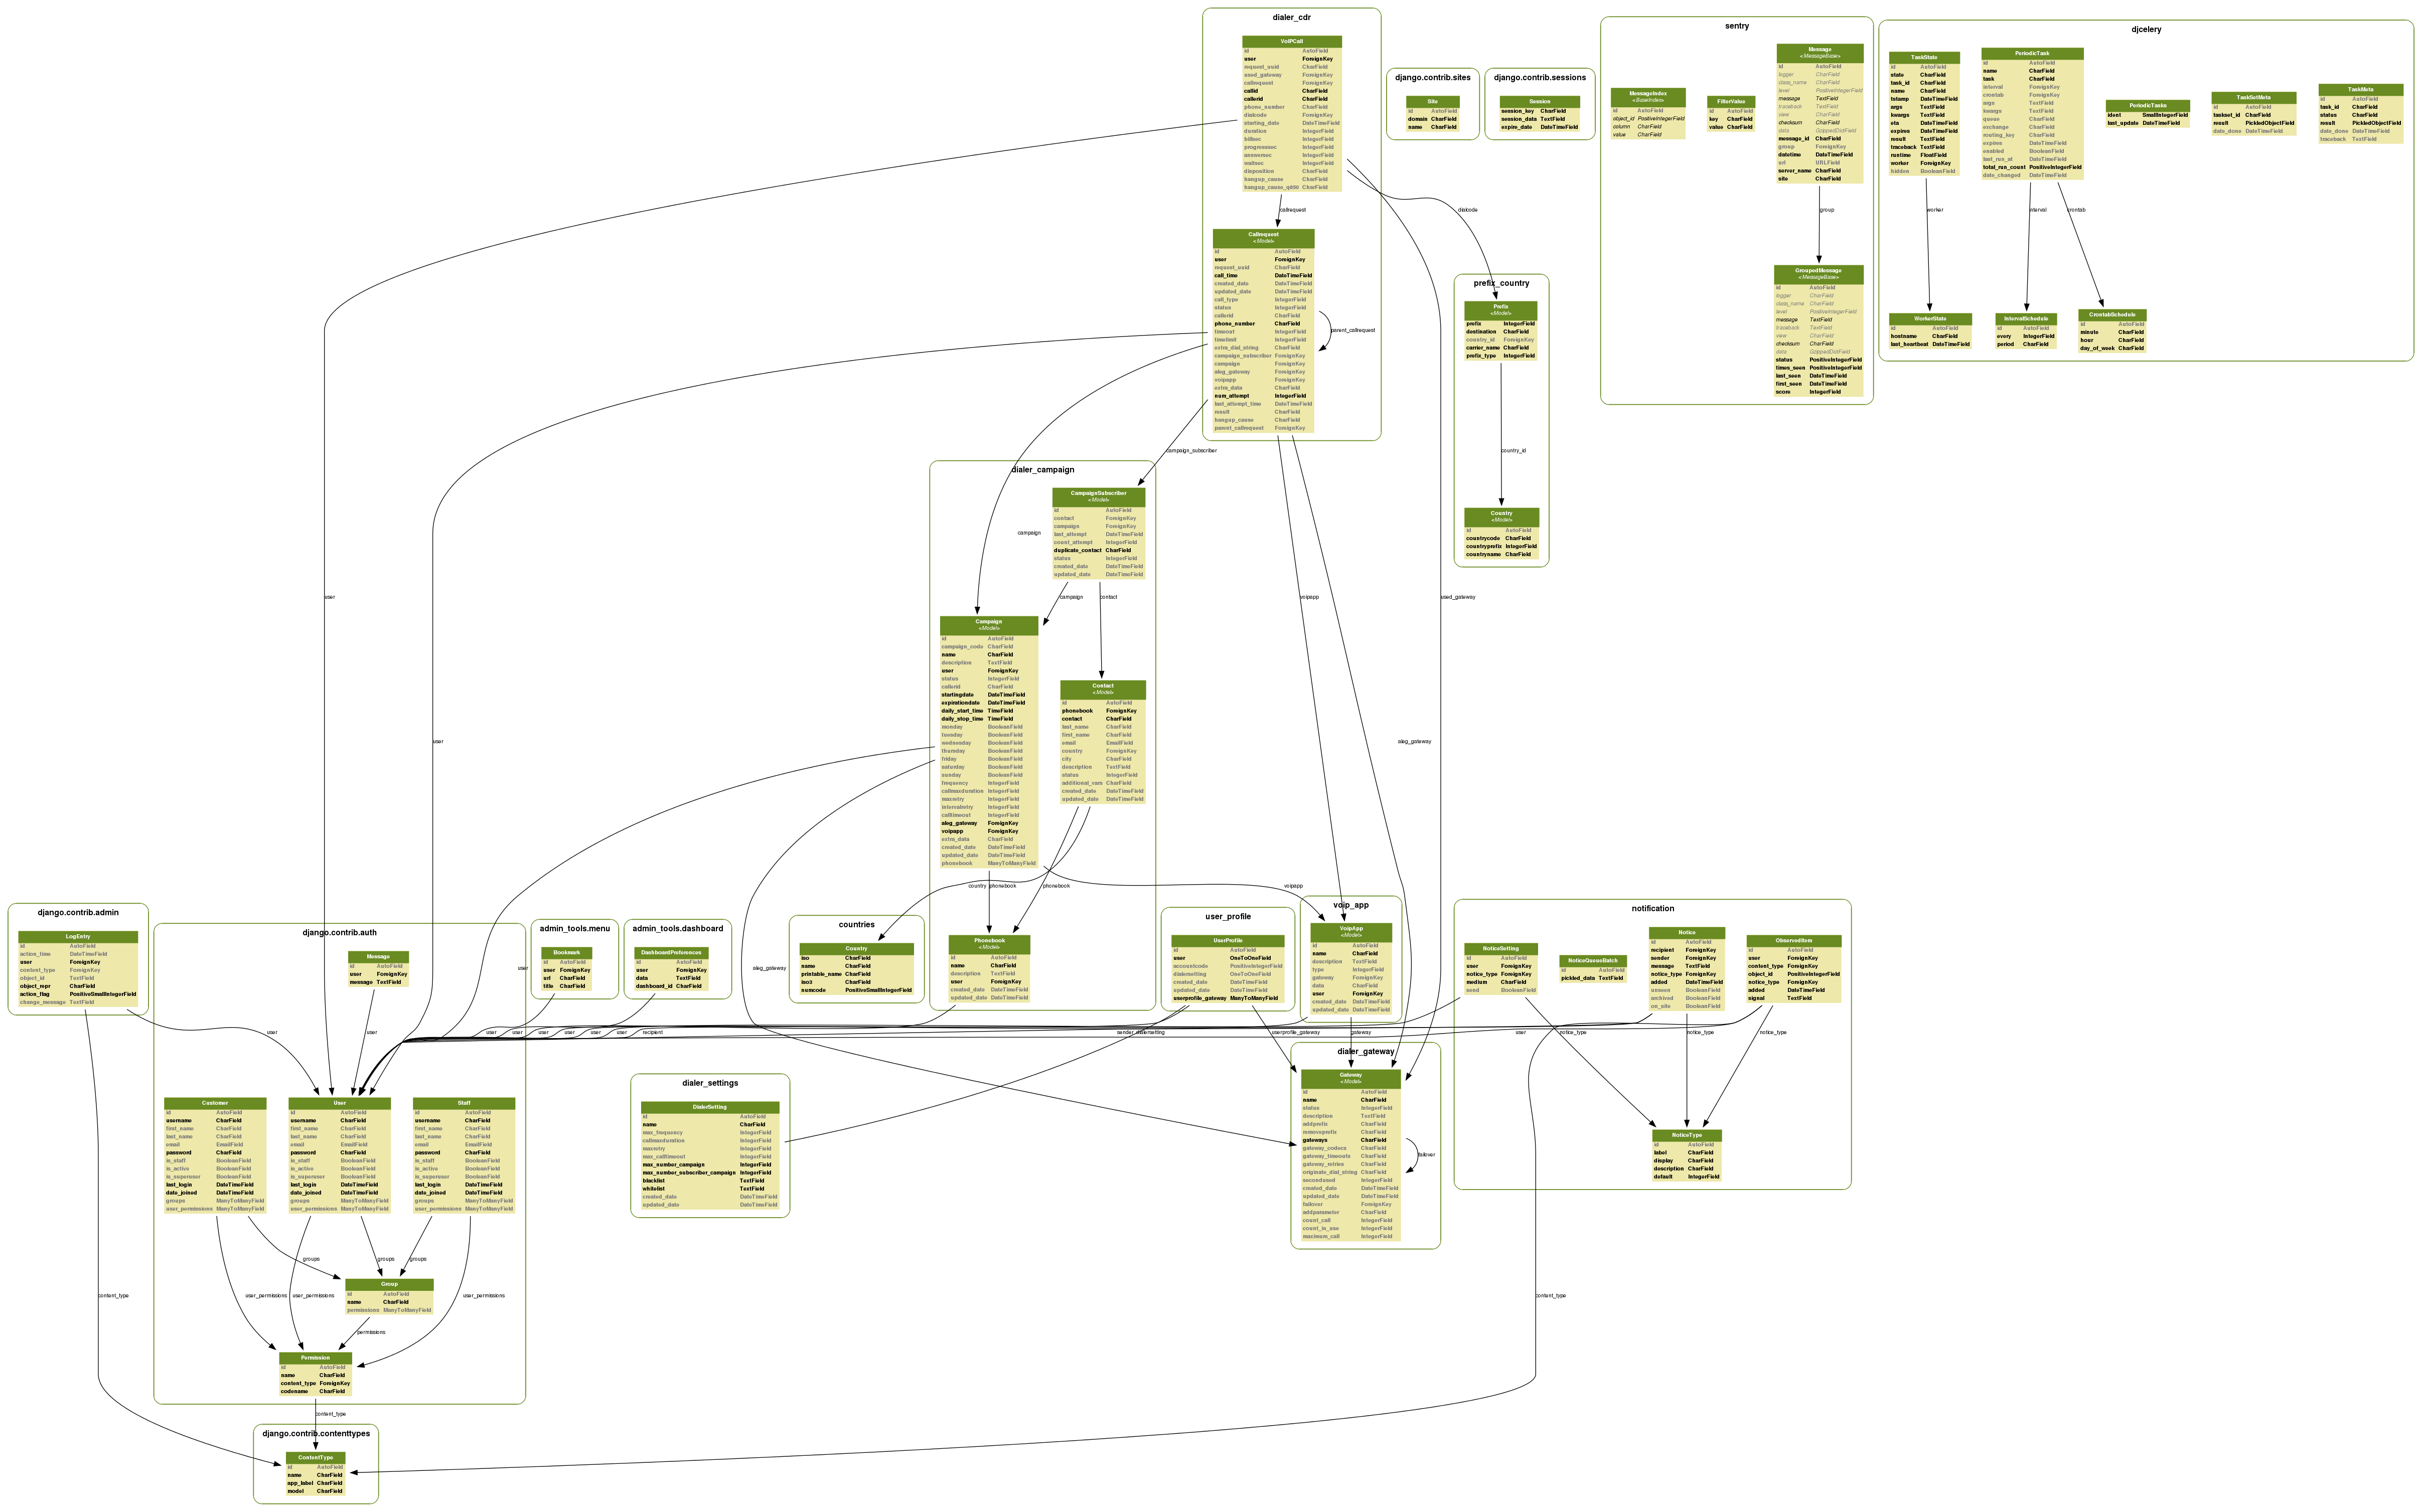 dialer_cdr
VoIPCall
id AutoField
user ForeignKey
request_uuid CharField
used_gateway ForeignKey
callrequest ForeignKey
callid CharField
callerid CharField
phone_number CharField
dialcode ForeignKey
starting_date DateTimeField
duration IntegerField
billsec IntegerField
progresssec IntegerField
answersec IntegerField
waitsec IntegerField
disposition CharField
hangup_cause CharField
hangup_cause_q850 CharField
callrequest
dialcode
Callrequest
<Model>
id AutoField
user ForeignKey
request_uuid CharField
call_time DateTimeField
created_date DateTimeField
updated_date DateTimeField
call_type IntegerField
status IntegerField
callerid CharField
phone_number CharField
timeout IntegerField
timelimit IntegerField
extra_dial_string CharField
campaign_subscriber ForeignKey
campaign ForeignKey
aleg_gateway ForeignKey
voipapp ForeignKey
extra_data CharField
num_attempt IntegerField
last_attempt_time DateTimeField
result CharField
hangup_cause CharField
parent_callrequest ForeignKey
parent_callrequest
django.contrib.sites
Site
id AutoField
domain CharField
name CharField
django.contrib.sessions
Session
session_key CharField
session_data TextField
expire_date DateTimeField
sentry
MessageIndex
<BaseIndex>
id AutoField
object_id PositiveIntegerField
column CharField
value CharField
FilterValue
id AutoField
key CharField
value CharField
Message
<MessageBase>
id AutoField
logger CharField
class_name CharField
level PositiveIntegerField
message TextField
traceback TextField
view CharField
checksum CharField
data GzippedDictField
message_id CharField
group ForeignKey
datetime DateTimeField
url URLField
server_name CharField
site CharField
group
GroupedMessage
<MessageBase>
id AutoField
logger CharField
class_name CharField
level PositiveIntegerField
message TextField
traceback TextField
view CharField
checksum CharField
data GzippedDictField
status PositiveIntegerField
times_seen PositiveIntegerField
last_seen DateTimeField
first_seen DateTimeField
score IntegerField
djcelery
TaskState
id AutoField
state CharField
task_id CharField
name CharField
tstamp DateTimeField
args TextField
kwargs TextField
eta DateTimeField
expires DateTimeField
result TextField
traceback TextField
runtime FloatField
worker ForeignKey
hidden BooleanField
PeriodicTask
id AutoField
name CharField
task CharField
interval ForeignKey
crontab ForeignKey
args TextField
kwargs TextField
queue CharField
exchange CharField
routing_key CharField
expires DateTimeField
enabled BooleanField
last_run_at DateTimeField
total_run_count PositiveIntegerField
date_changed DateTimeField
PeriodicTasks
ident SmallIntegerField
last_update DateTimeField
TaskSetMeta
id AutoField
taskset_id CharField
result PickledObjectField
date_done DateTimeField
TaskMeta
id AutoField
task_id CharField
status CharField
result PickledObjectField
date_done DateTimeField
traceback TextField
worker
interval
crontab
WorkerState
id AutoField
hostname CharField
last_heartbeat DateTimeField
IntervalSchedule
id AutoField
every IntegerField
period CharField
CrontabSchedule
id AutoField
minute CharField
hour CharField
day_of_week CharField
prefix_country
Prefix
<Model>
prefix IntegerField
destination CharField
country_id ForeignKey
carrier_name CharField
prefix_type IntegerField
country_id
Country
<Model>
id AutoField
countrycode CharField
countryprefix IntegerField
countryname CharField
campaign_subscriber
dialer_campaign
CampaignSubscriber
<Model>
id AutoField
contact ForeignKey
campaign ForeignKey
last_attempt DateTimeField
count_attempt IntegerField
duplicate_contact CharField
status IntegerField
created_date DateTimeField
updated_date DateTimeField
campaign
campaign
contact
user
voipapp
used_gateway
Campaign
<Model>
id AutoField
campaign_code CharField
name CharField
description TextField
user ForeignKey
status IntegerField
callerid CharField
startingdate DateTimeField
expirationdate DateTimeField
daily_start_time TimeField
daily_stop_time TimeField
monday BooleanField
tuesday BooleanField
wednesday BooleanField
thursday BooleanField
friday BooleanField
saturday BooleanField
sunday BooleanField
frequency IntegerField
callmaxduration IntegerField
maxretry IntegerField
intervalretry IntegerField
calltimeout IntegerField
aleg_gateway ForeignKey
voipapp ForeignKey
extra_data CharField
created_date DateTimeField
updated_date DateTimeField
phonebook ManyToManyField
Contact
<Model>
id AutoField
phonebook ForeignKey
contact CharField
last_name CharField
first_name CharField
email EmailField
country ForeignKey
city CharField
description TextField
status IntegerField
additional_vars CharField
created_date DateTimeField
updated_date DateTimeField
user
aleg_gateway
country
phonebook
phonebook
voipapp
django.contrib.admin
LogEntry
id AutoField
action_time DateTimeField
user ForeignKey
content_type ForeignKey
object_id TextField
object_repr CharField
action_flag PositiveSmallIntegerField
change_message TextField
django.contrib.auth
Message
id AutoField
user ForeignKey
message TextField
admin_tools.menu
Bookmark
id AutoField
user ForeignKey
url CharField
title CharField
admin_tools.dashboard
DashboardPreferences
id AutoField
user ForeignKey
data TextField
dashboard_id CharField
countries
Country
iso CharField
name CharField
printable_name CharField
iso3 CharField
numcode PositiveSmallIntegerField
Phonebook
<Model>
id AutoField
name CharField
description TextField
user ForeignKey
created_date DateTimeField
updated_date DateTimeField
user_profile
UserProfile
id AutoField
user OneToOneField
accountcode PositiveIntegerField
dialersetting OneToOneField
created_date DateTimeField
updated_date DateTimeField
userprofile_gateway ManyToManyField
voip_app
VoipApp
<Model>
id AutoField
name CharField
description TextField
type IntegerField
gateway ForeignKey
data CharField
user ForeignKey
created_date DateTimeField
updated_date DateTimeField
notification
NoticeSetting
id AutoField
user ForeignKey
notice_type ForeignKey
medium CharField
send BooleanField
NoticeQueueBatch
id AutoField
pickled_data TextField
Notice
id AutoField
recipient ForeignKey
sender ForeignKey
message TextField
notice_type ForeignKey
added DateTimeField
unseen BooleanField
archived BooleanField
on_site BooleanField
ObservedItem
id AutoField
user ForeignKey
content_type ForeignKey
object_id PositiveIntegerField
notice_type ForeignKey
added DateTimeField
signal TextField
user
aleg_gateway
user
user
user
user
user
user
user
user
recipient
sender
dialersetting
userprofile_gateway
gateway
user
notice_type
notice_type
notice_type
Customer
id AutoField
username CharField
first_name CharField
last_name CharField
email EmailField
password CharField
is_staff BooleanField
is_active BooleanField
is_superuser BooleanField
last_login DateTimeField
date_joined DateTimeField
groups ManyToManyField
user_permissions ManyToManyField
User
id AutoField
username CharField
first_name CharField
last_name CharField
email EmailField
password CharField
is_staff BooleanField
is_active BooleanField
is_superuser BooleanField
last_login DateTimeField
date_joined DateTimeField
groups ManyToManyField
user_permissions ManyToManyField
Staff
id AutoField
username CharField
first_name CharField
last_name CharField
email EmailField
password CharField
is_staff BooleanField
is_active BooleanField
is_superuser BooleanField
last_login DateTimeField
date_joined DateTimeField
groups ManyToManyField
user_permissions ManyToManyField
dialer_settings
DialerSetting
id AutoField
name CharField
max_frequency IntegerField
callmaxduration IntegerField
maxretry IntegerField
max_calltimeout IntegerField
max_number_campaign IntegerField
max_number_subscriber_campaign IntegerField
blacklist TextField
whitelist TextField
created_date DateTimeField
updated_date DateTimeField
dialer_gateway
Gateway
<Model>
id AutoField
name CharField
status IntegerField
description TextField
addprefix CharField
removeprefix CharField
gateways CharField
gateway_codecs CharField
gateway_timeouts CharField
gateway_retries CharField
originate_dial_string CharField
secondused IntegerField
created_date DateTimeField
updated_date DateTimeField
failover ForeignKey
addparameter CharField
count_call IntegerField
count_in_use IntegerField
maximum_call IntegerField
failover
NoticeType
id AutoField
label CharField
display CharField
description CharField
default IntegerField
groups
groups
groups
Group
id AutoField
name CharField
permissions ManyToManyField
content_type
user_permissions
user_permissions
user_permissions
content_type
permissions
Permission
id AutoField
name CharField
content_type ForeignKey
codename CharField
content_type
django.contrib.contenttypes
ContentType
id AutoField
name CharField
app_label CharField
model CharField